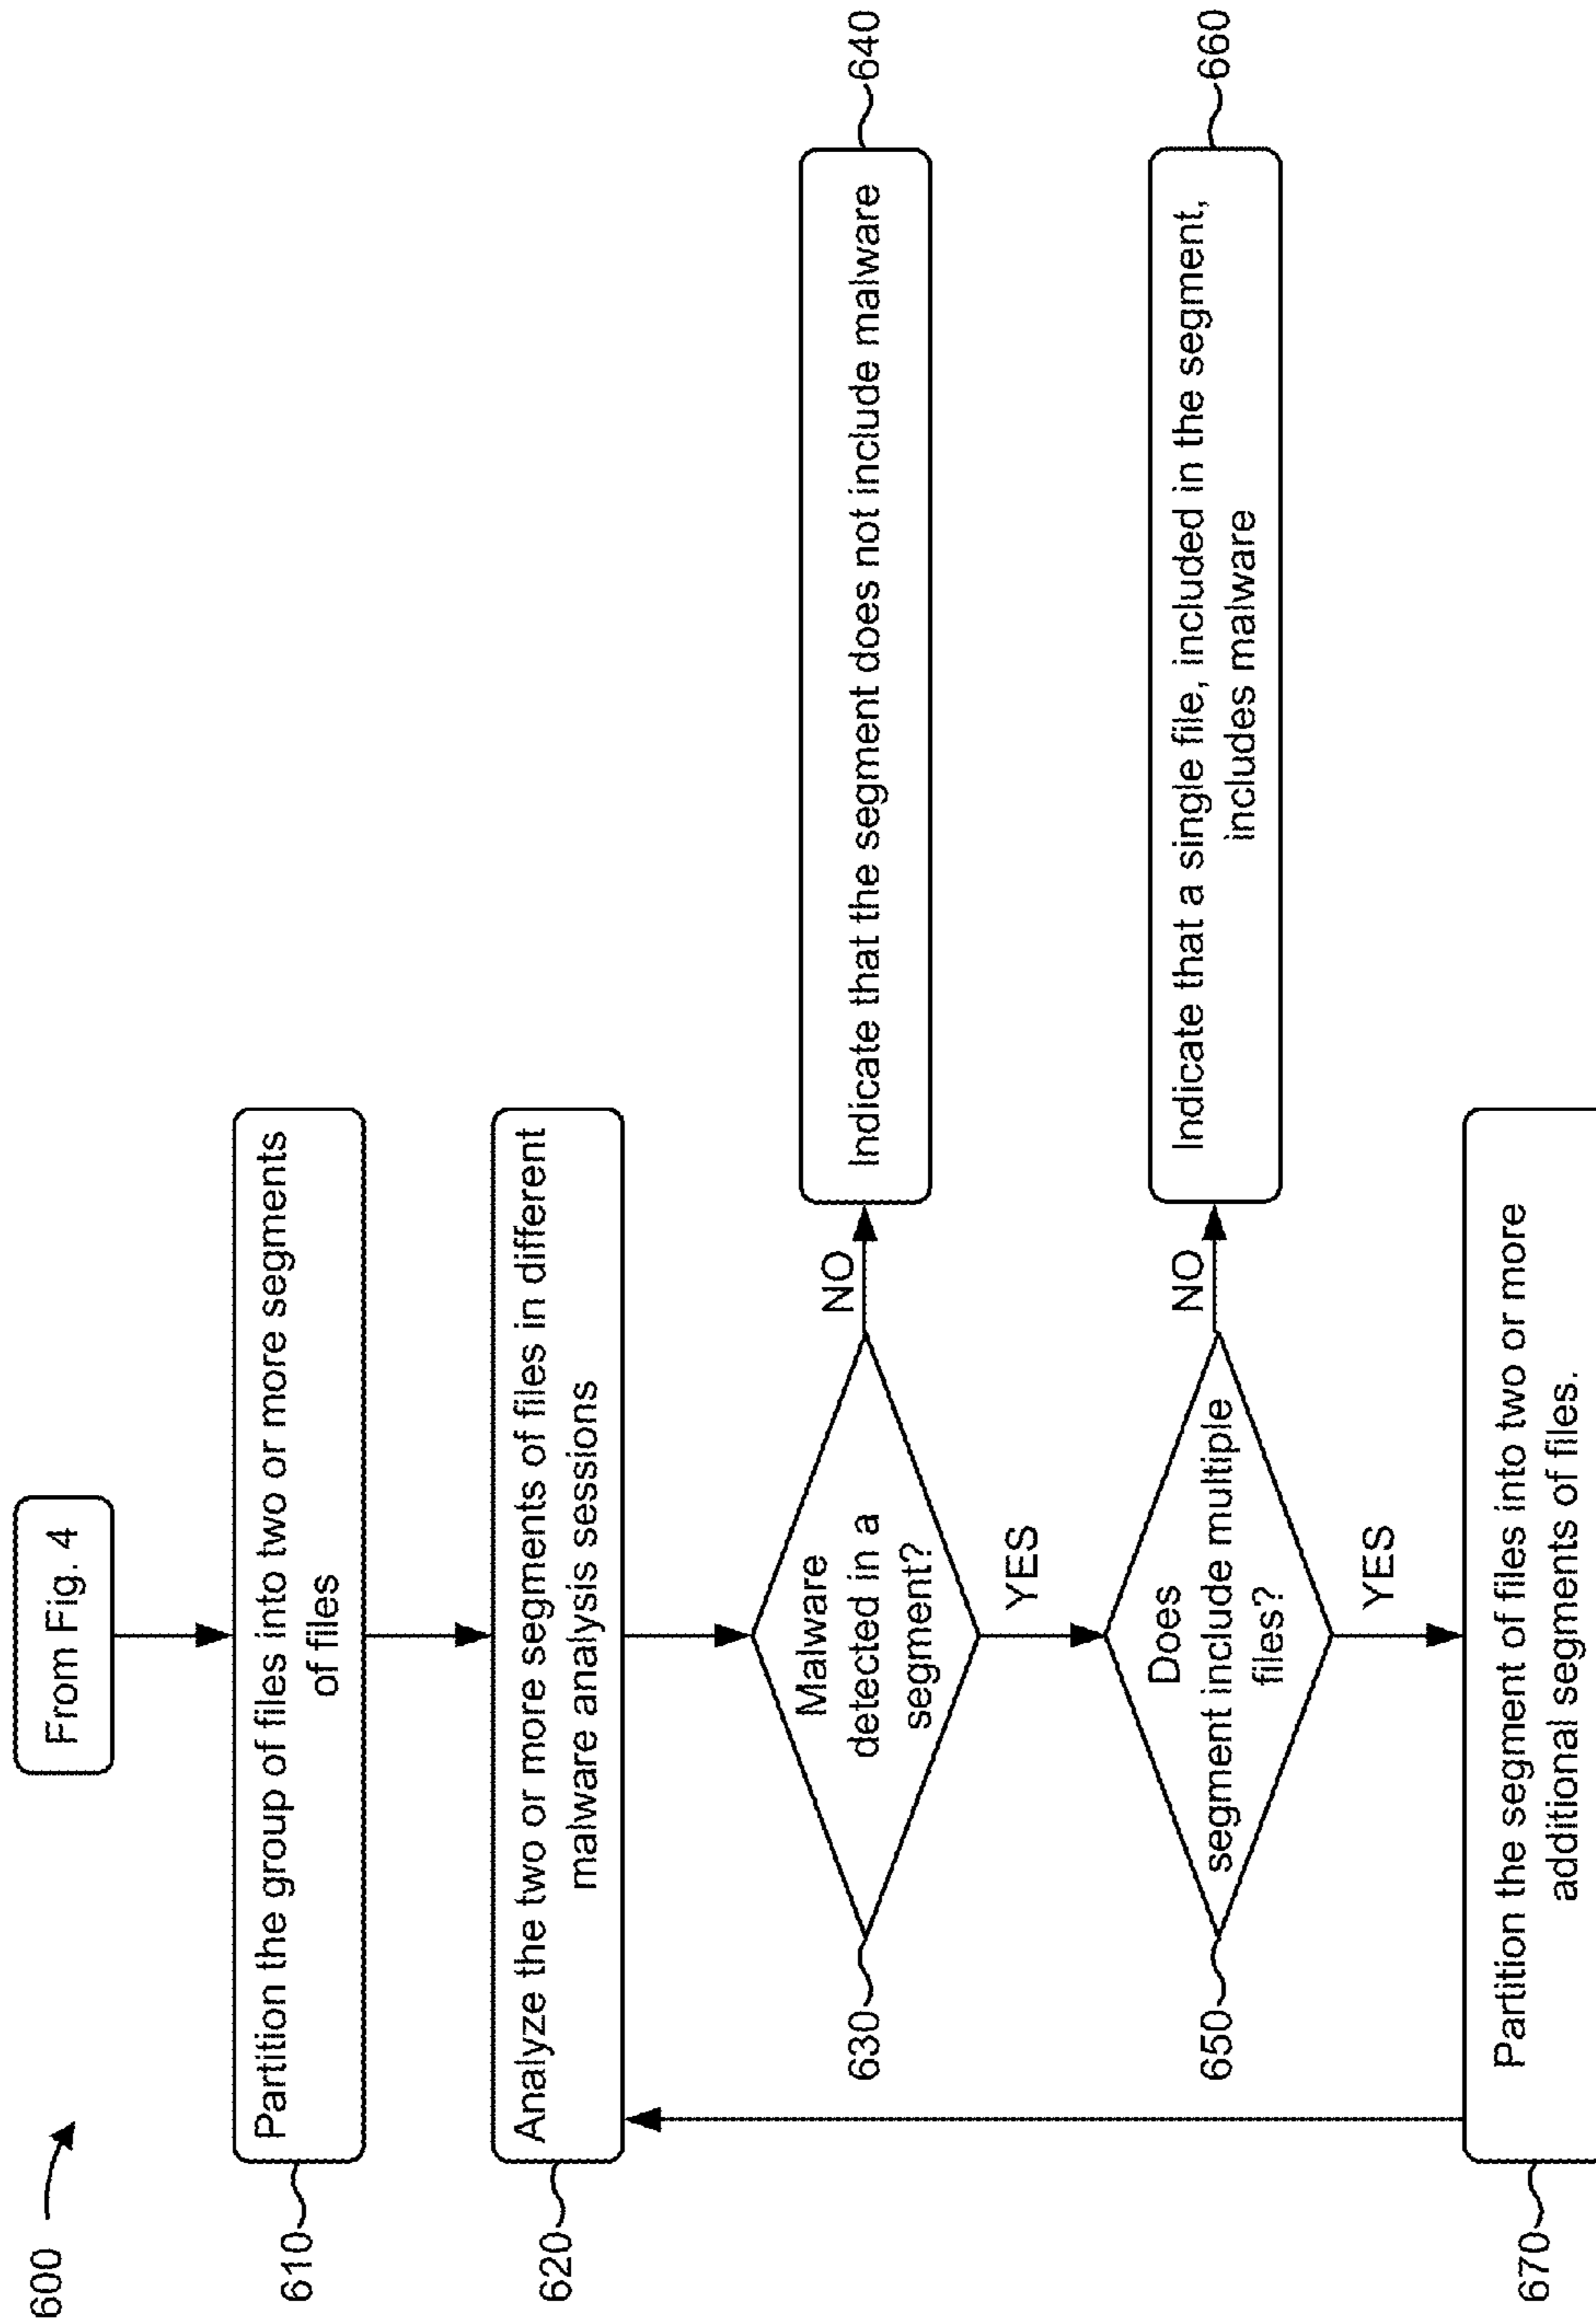 600
From Fig. 4
610
Partition the group of files into two or more segments
of files
620
Analyze the two or more segments of files in different
malware analysis sessions
630
Malware
detected in a
segment?
NO
Indicate that the segment does not include malware
640
YES
650
Does
segment include multiple
files?
NO
Indicate that a single file, included in the segment,
includes malware
660
YES
670
Partition the segment of files into two or more
additional segments of files.